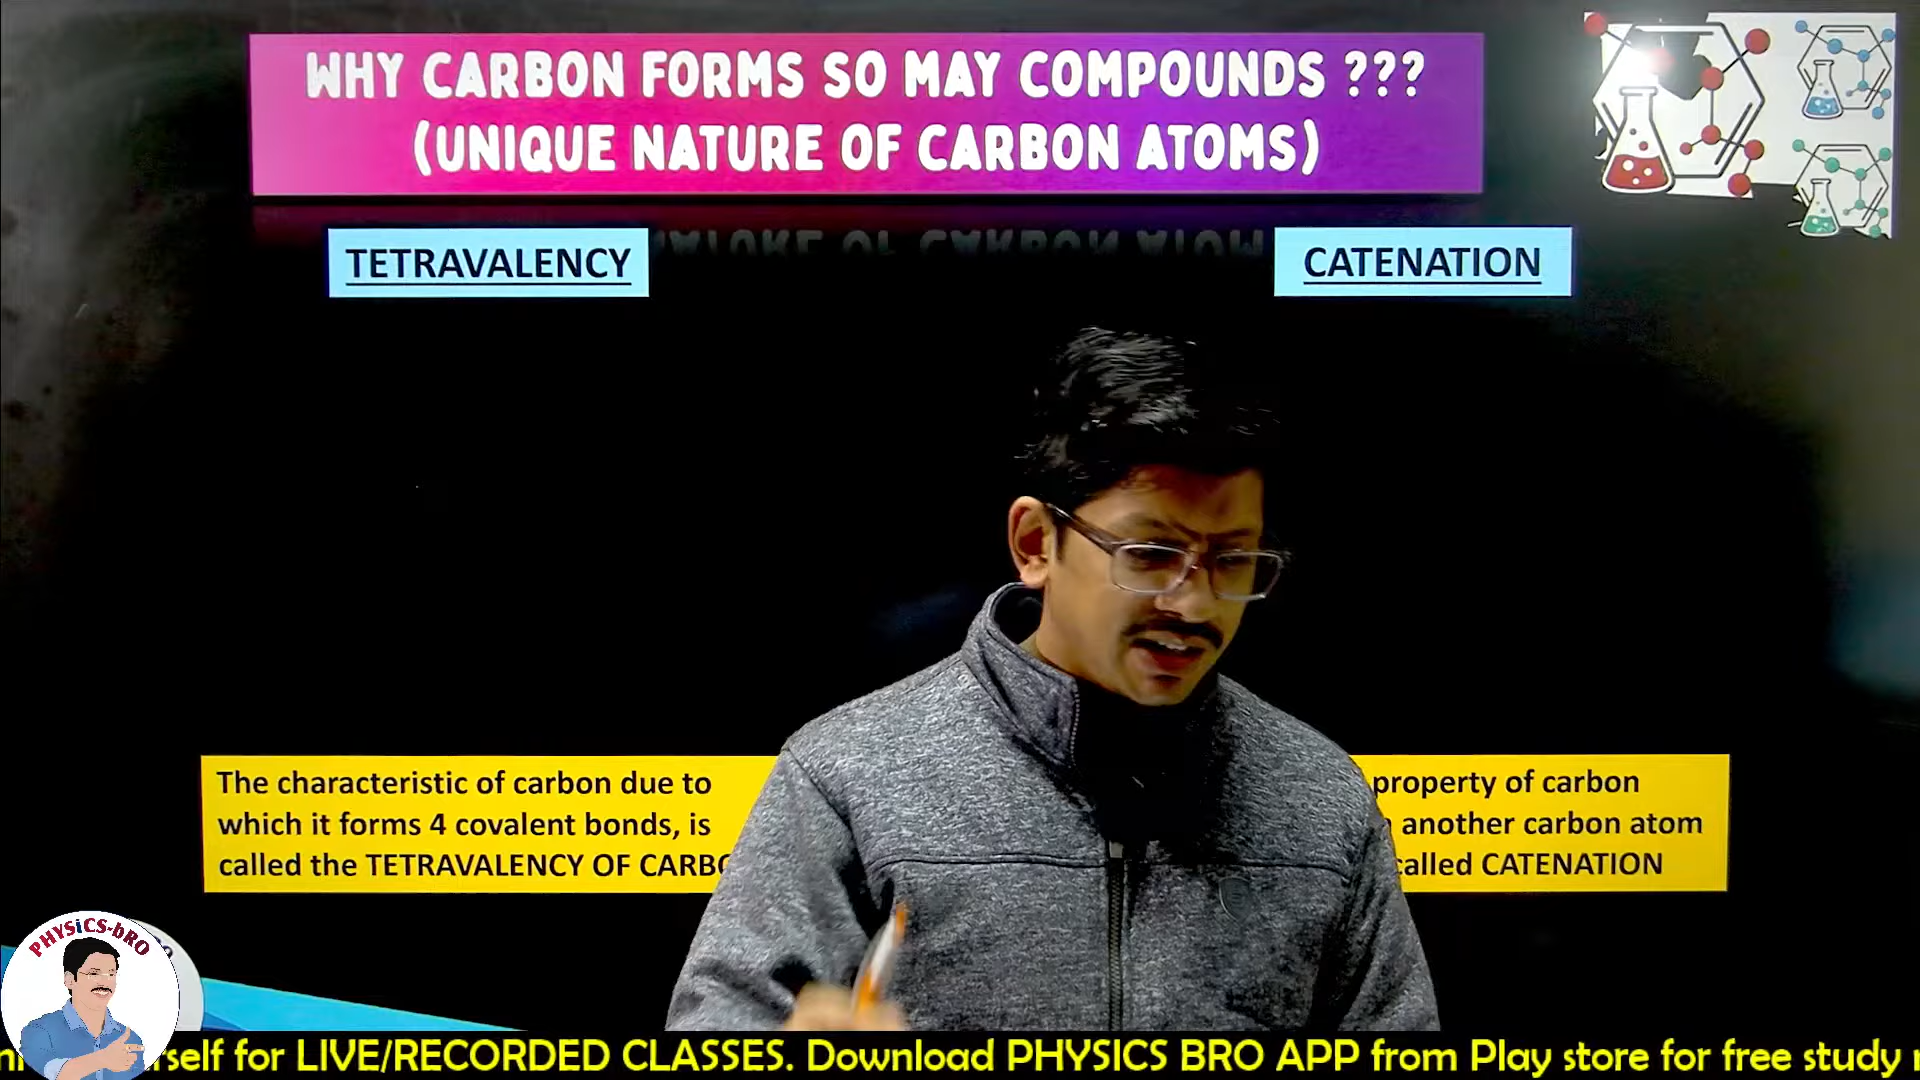 WHY CARBON FORMS SO MAY COMPOUNDS ???
(UNIQUE NATURE OF CARBON ATOMS)
TETRAVALENCY
CATENATION
The characteristic of carbon due to
which it forms 4 covalent bonds, is
called the TETRAVALENCY OF CARBO
property of carbon
another carbon atom
called CATENATION
PHYSiCS-bRO
rself for LIVE/RECORDED CLASSES. Download PHYSICS BRO APP from Play store for free study